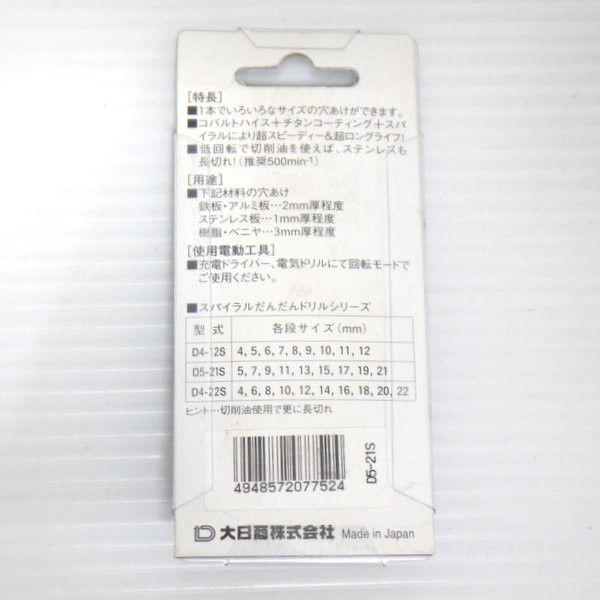 [特長]
■1本でいろいろなサイズの穴あけができます。
■コバルトハイス＋チタンコーティング＋スパ
イラルにより超スピーディー&超ロングライフ!
■低回転で切削油を使えば、ステンレスも
長切れ!（推奨500min-1）
[用途]
■下記材料の穴あけ
鉄板・アルミ板…2mm厚程度
ステンレス板…1mm厚程度
樹脂・ベニヤ…3mm厚程度
[使用電動工具]
■充電ドライバー、電気ドリルにて回転モードで
ご使用ください。
■スパイラルだんだんドリルシリーズ
型式 各段サイズ(mm)
D4-12S 4, 5, 6, 7, 8, 9, 10, 11, 12
D5-21S 5, 7, 9, 11, 13, 15, 17, 19, 21
D4-22S 4, 6, 8, 10, 12, 14, 16, 18, 20, 22
ヒント…切削油使用で更に長切れ
4948572077524
D5-21S
大日商株式会社 Made in Japan